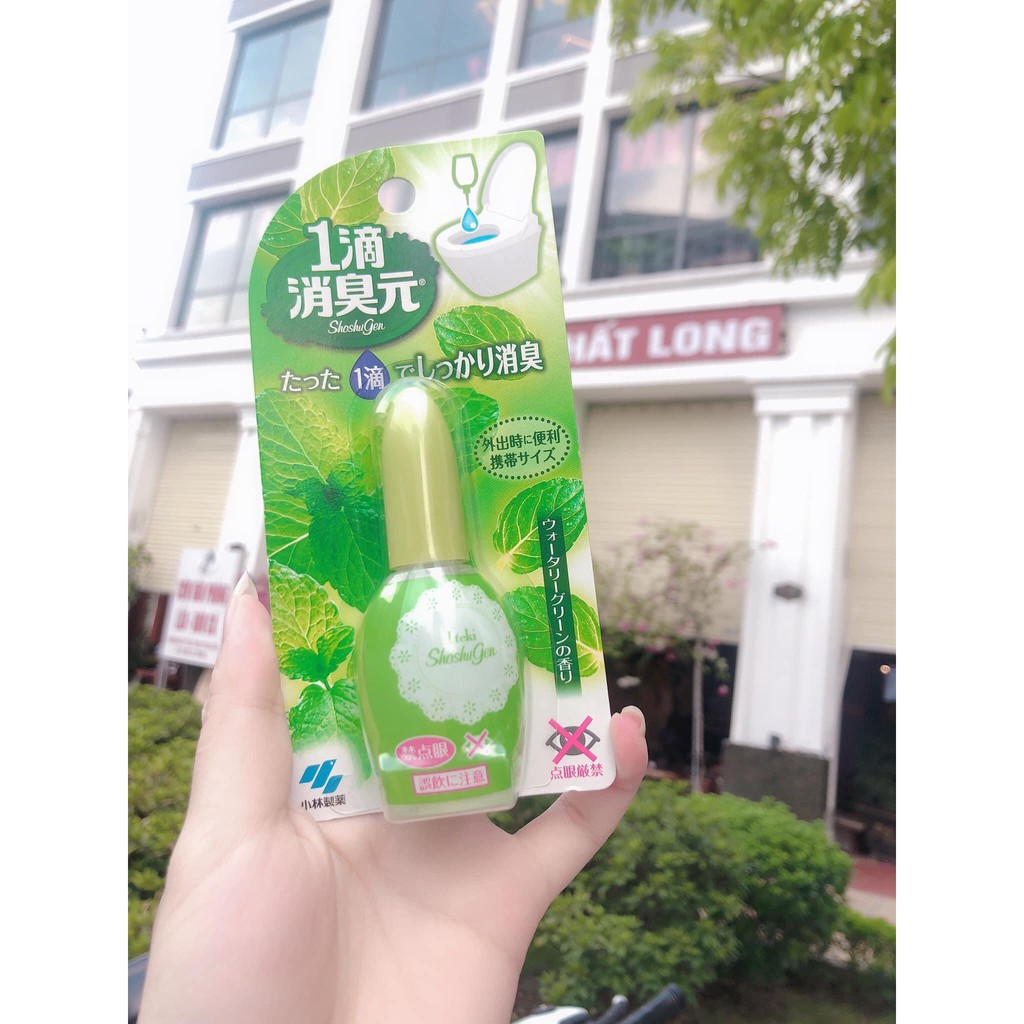 1滴
消臭元®
ShoshuGen
たった 1滴 でしっかり消臭
外出時に便利
携帯サイズ
ウォータリーグリーンの香り
1teki
ShoshuGen
禁点眼
誤飲に注意
点眼厳禁
小林製薬
HẤT LONG